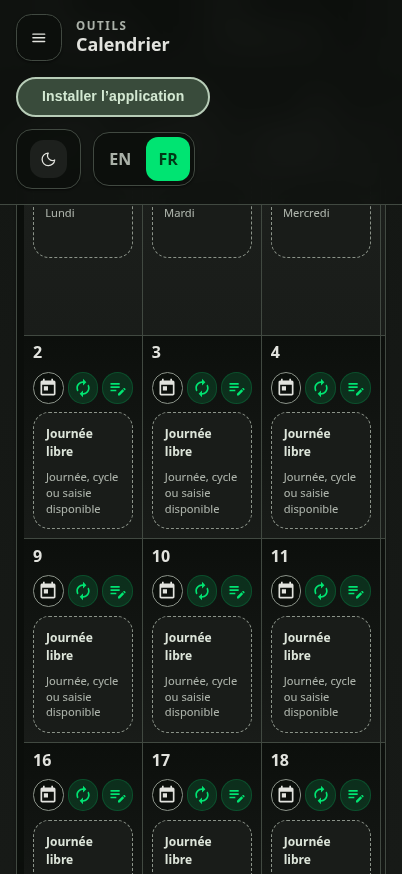 OUTILS
Calendrier
Installer l’application
EN FR
Lundi Mardi Mercredi
2 3 4
Journée Journée Journée
libre libre libre
Journée, cycle Journée, cycle Journée, cycle
ou saisie ou saisie ou saisie
disponible disponible disponible
9 10 11
Journée Journée Journée
libre libre libre
Journée, cycle Journée, cycle Journée, cycle
ou saisie ou saisie ou saisie
disponible disponible disponible
16 17 18
Journée Journée Journée
libre libre libre